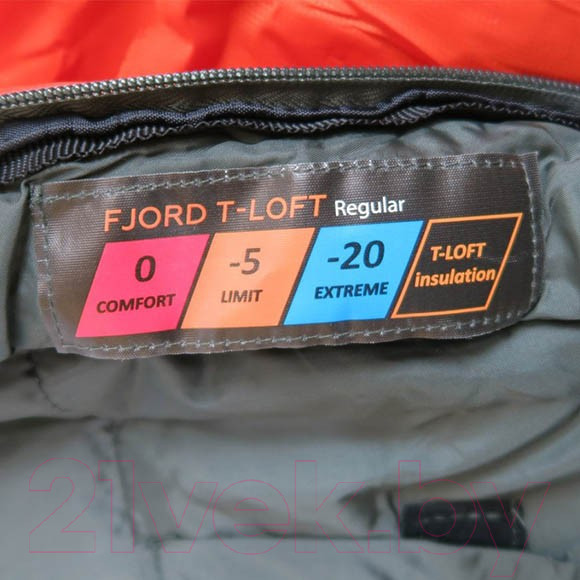 FJORD T-LOFT Regular
0 -5 -20 T-LOFT
COMFORT LIMIT EXTREME insulation
21vek.by